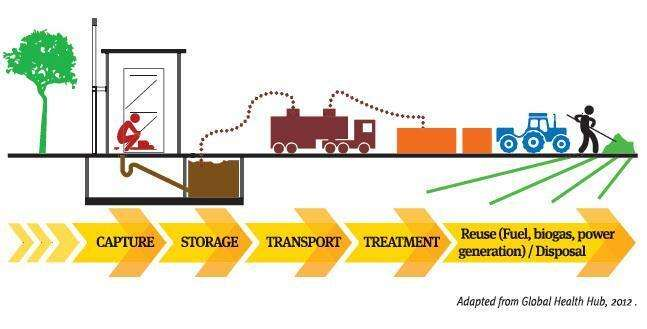 CAPTURE
STORAGE
TRANSPORT
TREATMENT
Reuse (Fuel, biogas, power
generation) / Disposal
Adapted from Global Health Hub, 2012 .